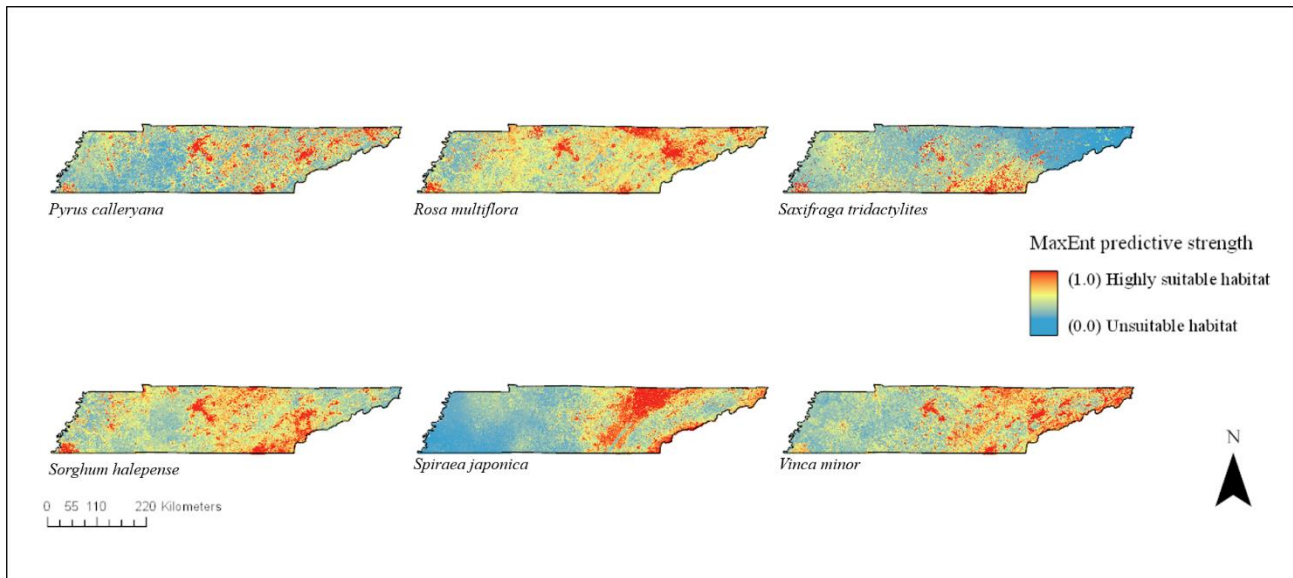 Pyrus calleryana
Rosa multiflora
Saxifraga tridactylites
MaxEnt predictive strength
(1.0) Highly suitable habitat
(0.0) Unsuitable habitat
Sorghum halepense
Spiraea japonica
Vinca minor
N
0 55 110 220 Kilometers